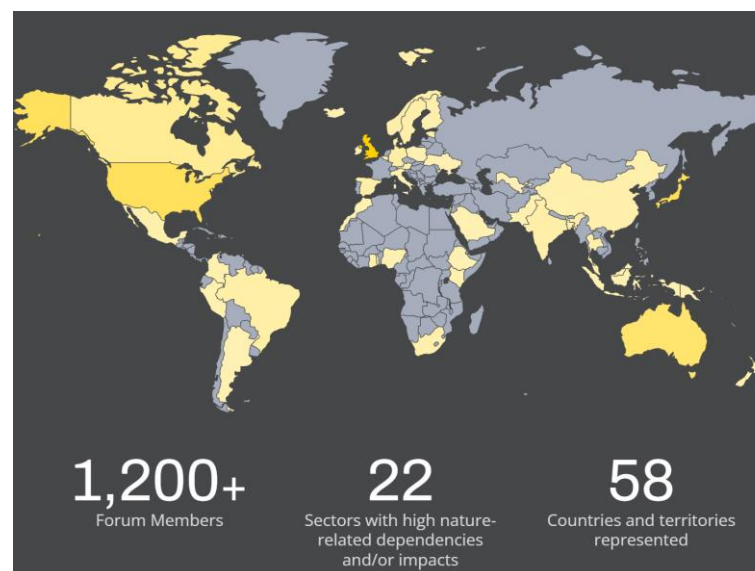 1,200+
Forum Members
22
Sectors with high nature-
related dependencies
and/or impacts
58
Countries and territories
represented